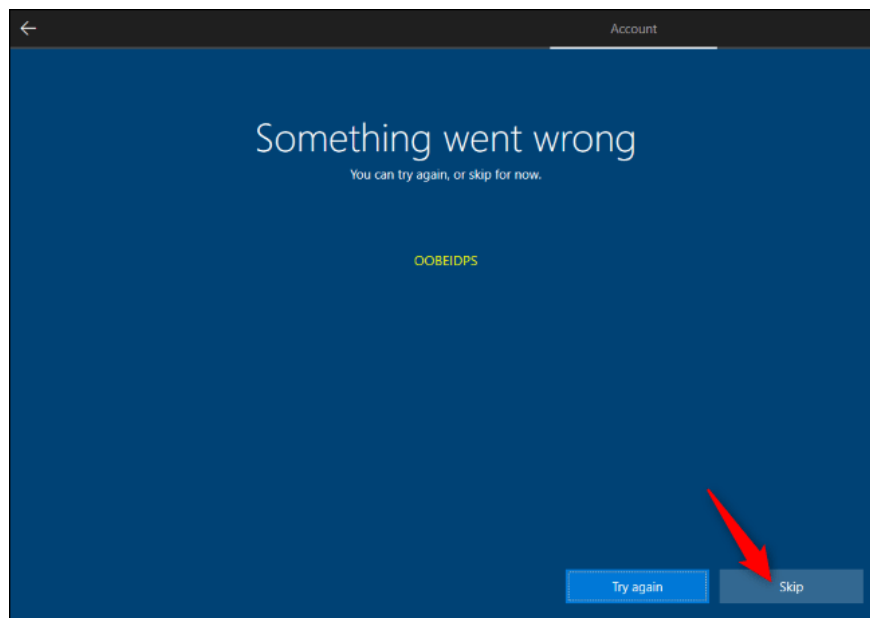 Account
Something went wrong
You can try again, or skip for now.
OOBEIDPS
Try again
Skip